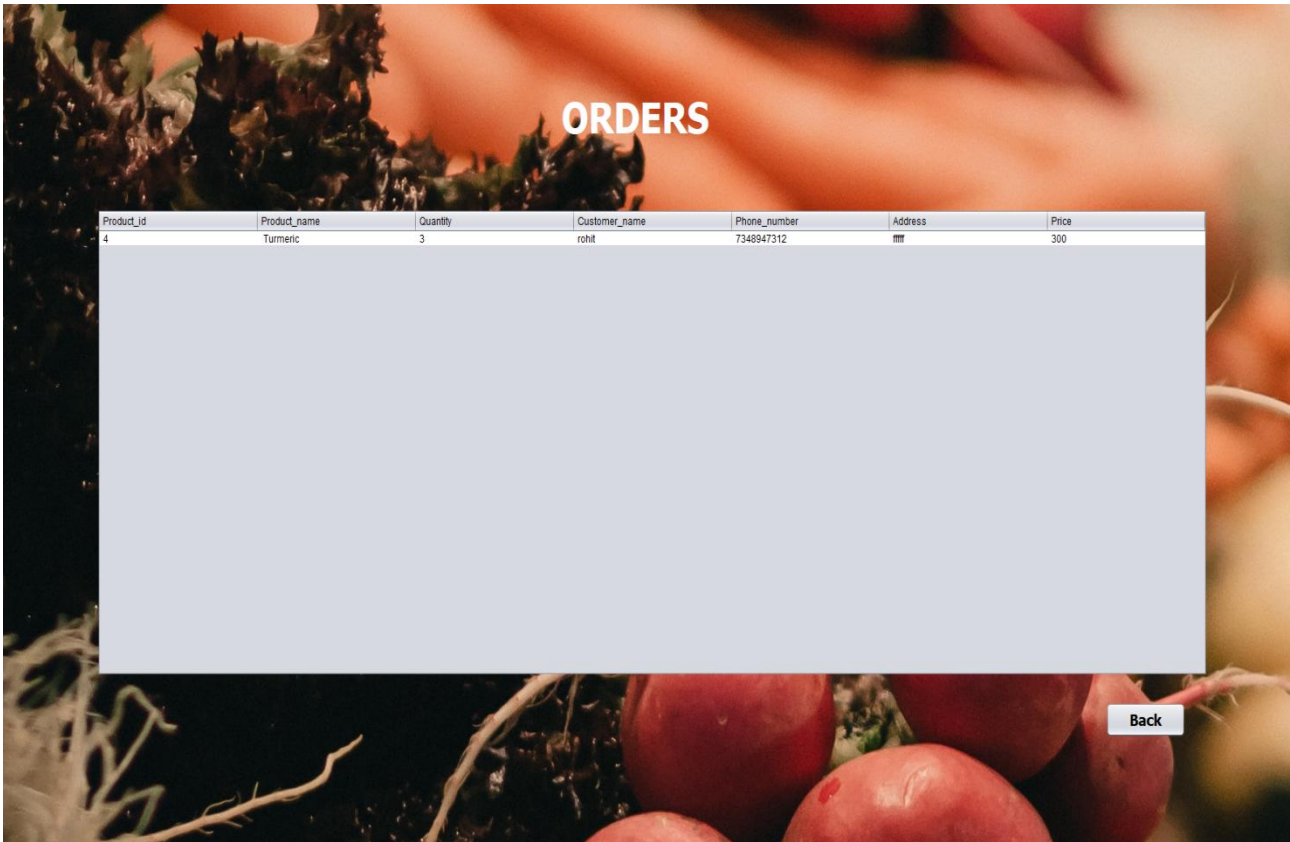 ORDERS
Product_id Product_name Quantity Customer_name Phone_number Address Price
4 Turmeric 3 rohit 7348947312 fffff 300
Back